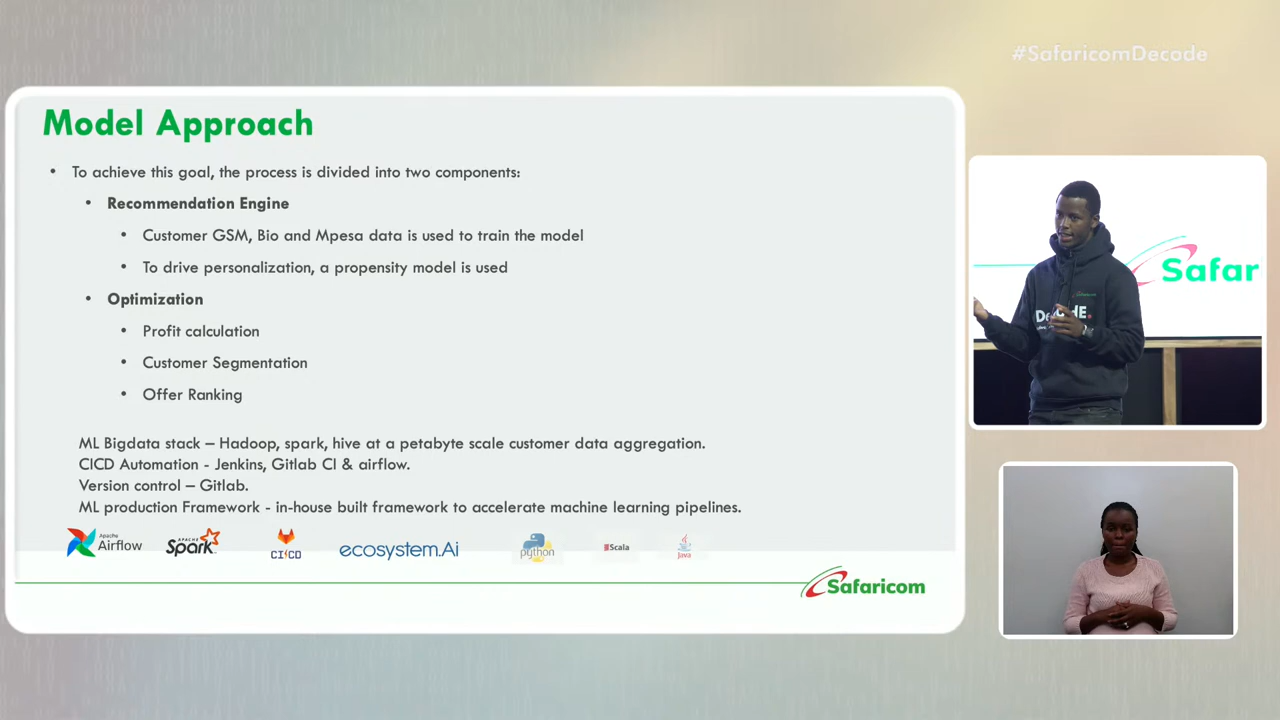 #SafaricomDecade
Model Approach
• To achieve this goal, the process is divided into two components:
• Recommendation Engine
• Customer GSM, Bio and Mpesa data is used to train the model
• To drive personalization, a propensity model is used
• Optimization
• Profit calculation
• Customer Segmentation
• Offer Ranking
ML Bigdata stack – Hadoop, spark, hive at a petabyte scale customer data aggregation.
CICD Automation - Jenkins, Gitlab CI & airflow.
Version control – Gitlab.
ML production Framework - in-house built framework to accelerate machine learning pipelines.
Apache
Airflow
APACHE
Spark
CI CD
ecosystem.Ai
python
Scala
Java
Safaricom
Safar